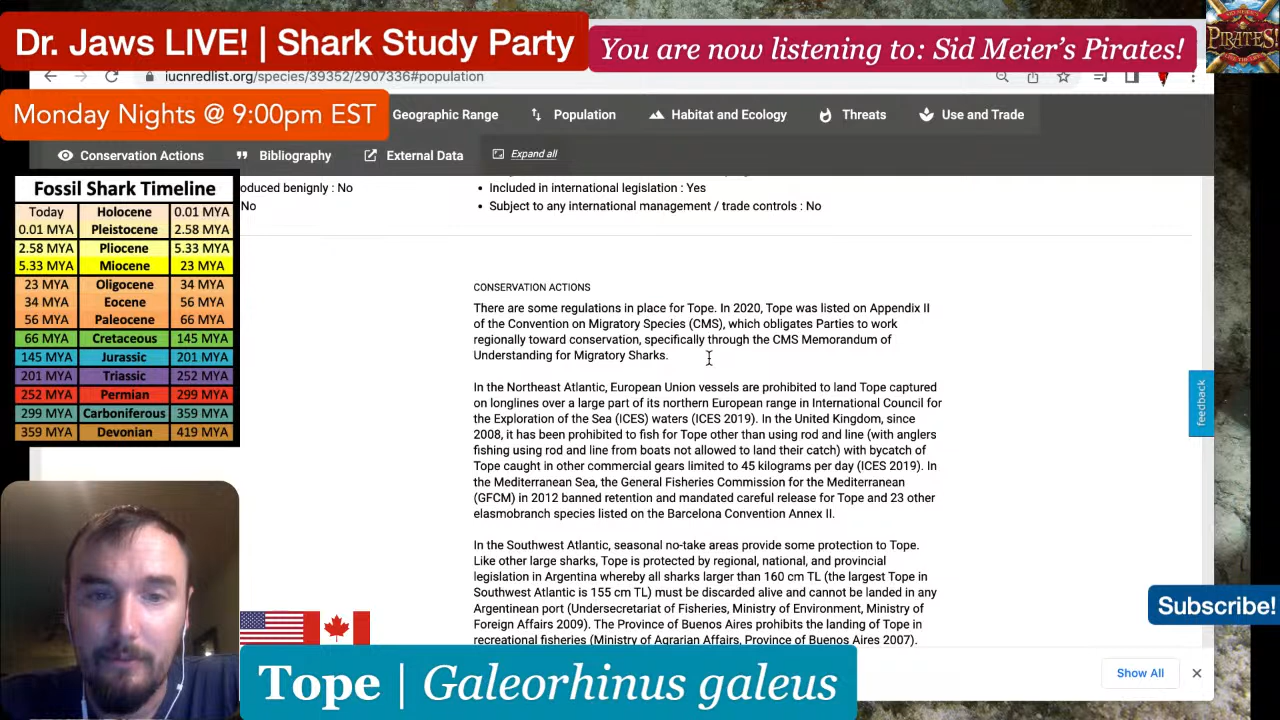 Dr. Jaws LIVE! | Shark Study Party
You are now listening to: Sid Meier's Pirates!
SID MEIER'S
PIRATES!
iucnredlist.org/species/39352/2907336#population
Monday Nights @ 9:00pm EST
Geographic Range
Population
Habitat and Ecology
Threats
Use and Trade
Conservation Actions
Bibliography
External Data
Expand all
Fossil Shark Timeline
Today Holocene 0.01 MYA
0.01 MYA Pleistocene 2.58 MYA
2.58 MYA Pliocene 5.33 MYA
5.33 MYA Miocene 23 MYA
23 MYA Oligocene 34 MYA
34 MYA Eocene 56 MYA
56 MYA Paleocene 66 MYA
66 MYA Cretaceous 145 MYA
145 MYA Jurassic 201 MYA
201 MYA Triassic 252 MYA
252 MYA Permian 299 MYA
299 MYA Carboniferous 359 MYA
359 MYA Devonian 419 MYA
oduced benignly : No
No
• Included in international legislation : Yes
• Subject to any international management / trade controls : No
CONSERVATION ACTIONS
There are some regulations in place for Tope. In 2020, Tope was listed on Appendix II
of the Convention on Migratory Species (CMS), which obligates Parties to work
regionally toward conservation, specifically through the CMS Memorandum of
Understanding for Migratory Sharks.
In the Northeast Atlantic, European Union vessels are prohibited to land Tope captured
on longlines over a large part of its northern European range in International Council for
the Exploration of the Sea (ICES) waters (ICES 2019). In the United Kingdom, since
2008, it has been prohibited to fish for Tope other than using rod and line (with anglers
fishing using rod and line from boats not allowed to land their catch) with bycatch of
Tope caught in other commercial gears limited to 45 kilograms per day (ICES 2019). In
the Mediterranean Sea, the General Fisheries Commission for the Mediterranean
(GFCM) in 2012 banned retention and mandated careful release for Tope and 23 other
elasmobranch species listed on the Barcelona Convention Annex II.
In the Southwest Atlantic, seasonal no-take areas provide some protection to Tope.
Like other large sharks, Tope is protected by regional, national, and provincial
legislation in Argentina whereby all sharks larger than 160 cm TL (the largest Tope in
Southwest Atlantic is 155 cm TL) must be discarded alive and cannot be landed in any
Argentinean port (Undersecretariat of Fisheries, Ministry of Environment, Ministry of
Foreign Affairs 2009). The Province of Buenos Aires prohibits the landing of Tope in
recreational fisheries (Ministry of Agrarian Affairs, Province of Buenos Aires 2007).
feedback
Subscribe!
Show All
Tope | Galeorhinus galeus